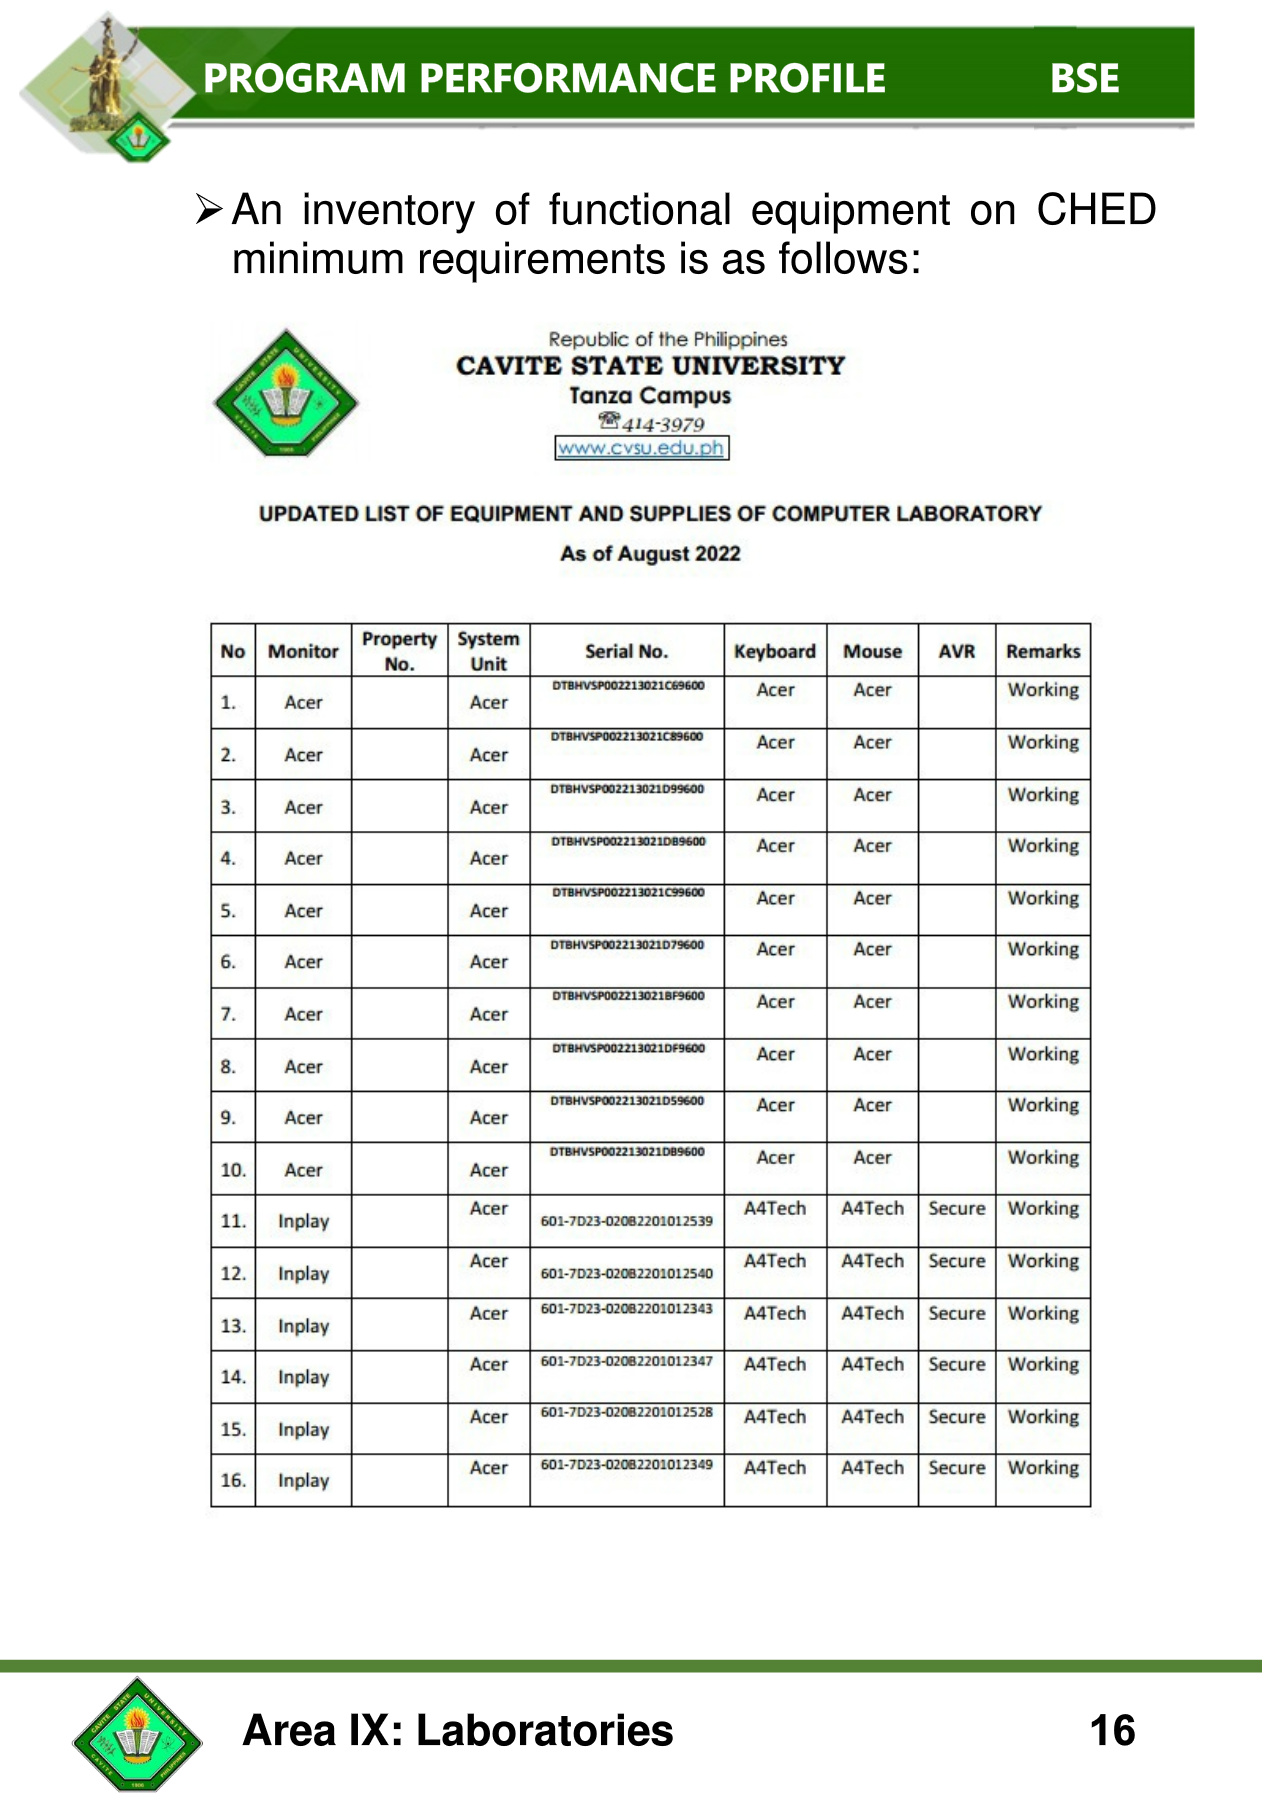 PROGRAM PERFORMANCE PROFILE BSE
➢ An inventory of functional equipment on CHED
minimum requirements is as follows:
Republic of the Philippines
CAVITE STATE UNIVERSITY
Tanza Campus
☏414-3979
www.cvsu.edu.ph
UPDATED LIST OF EQUIPMENT AND SUPPLIES OF COMPUTER LABORATORY
As of August 2022
No Monitor Property No. System Unit Serial No. Keyboard Mouse AVR Remarks
1. Acer Acer DTBHVSP002213021C69600 Acer Acer Working
2. Acer Acer DTBHVSP002213021C89600 Acer Acer Working
3. Acer Acer DTBHVSP002213021D99600 Acer Acer Working
4. Acer Acer DTBHVSP002213021DB9600 Acer Acer Working
5. Acer Acer DTBHVSP002213021C99600 Acer Acer Working
6. Acer Acer DTBHVSP002213021D79600 Acer Acer Working
7. Acer Acer DTBHVSP002213021BF9600 Acer Acer Working
8. Acer Acer DTBHVSP002213021DF9600 Acer Acer Working
9. Acer Acer DTBHVSP002213021D59600 Acer Acer Working
10. Acer Acer DTBHVSP002213021DB9600 Acer Acer Working
11. Inplay Acer 601-7D23-020B2201012539 A4Tech A4Tech Secure Working
12. Inplay Acer 601-7D23-020B2201012540 A4Tech A4Tech Secure Working
13. Inplay Acer 601-7D23-020B2201012343 A4Tech A4Tech Secure Working
14. Inplay Acer 601-7D23-020B2201012347 A4Tech A4Tech Secure Working
15. Inplay Acer 601-7D23-020B2201012528 A4Tech A4Tech Secure Working
16. Inplay Acer 601-7D23-020B2201012349 A4Tech A4Tech Secure Working
CAVITE STATE UNIVERSITY
CAVITE PHILIPPINES
1906
Area IX: Laboratories 16